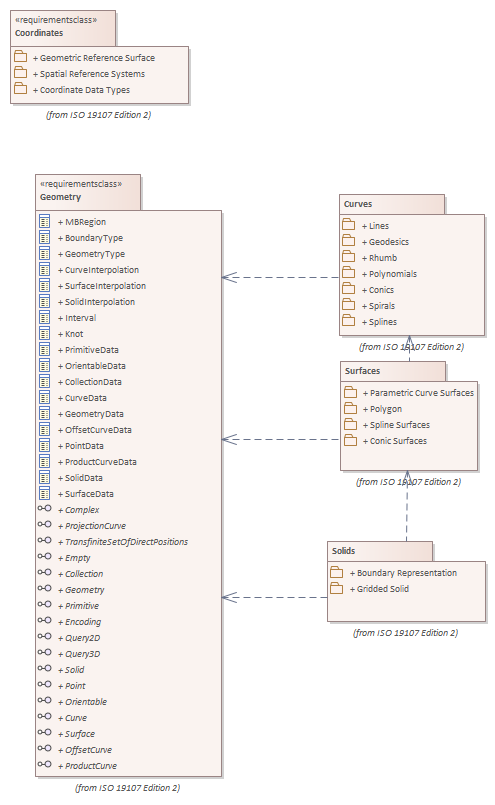 «requirementsclass»
Coordinates
+ Geometric Reference Surface
+ Spatial Reference Systems
+ Coordinate Data Types
(from ISO 19107 Edition 2)
«requirementsclass»
Geometry
+ MBRegion
+ BoundaryType
+ GeometryType
+ CurveInterpolation
+ SurfaceInterpolation
+ SolidInterpolation
+ Interval
+ Knot
+ PrimitiveData
+ OrientableData
+ CollectionData
+ CurveData
+ GeometryData
+ OffsetCurveData
+ PointData
+ ProductCurveData
+ SolidData
+ SurfaceData
+ Complex
+ ProjectionCurve
+ TransfiniteSetOfDirectPositions
+ Empty
+ Collection
+ Geometry
+ Primitive
+ Encoding
+ Query2D
+ Query3D
+ Solid
+ Point
+ Orientable
+ Curve
+ Surface
+ OffsetCurve
+ ProductCurve
(from ISO 19107 Edition 2)
Curves
+ Lines
+ Geodesics
+ Rhumb
+ Polynomials
+ Conics
+ Spirals
+ Splines
(from ISO 19107 Edition 2)
Surfaces
+ Parametric Curve Surfaces
+ Polygon
+ Spline Surfaces
+ Conic Surfaces
(from ISO 19107 Edition 2)
Solids
+ Boundary Representation
+ Gridded Solid
(from ISO 19107 Edition 2)